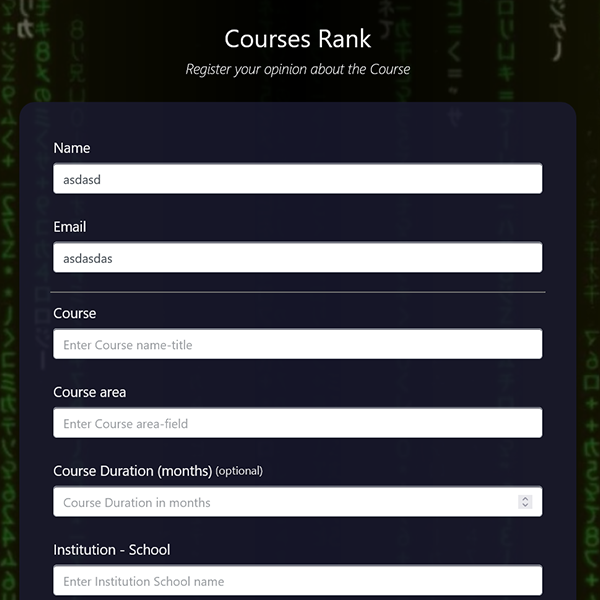 Courses Rank
Register your opinion about the Course
Name
asdasd
Email
asdasdas
Course
Enter Course name-title
Course area
Enter Course area-field
Course Duration (months) (optional)
Course Duration in months
Institution - School
Enter Institution School name